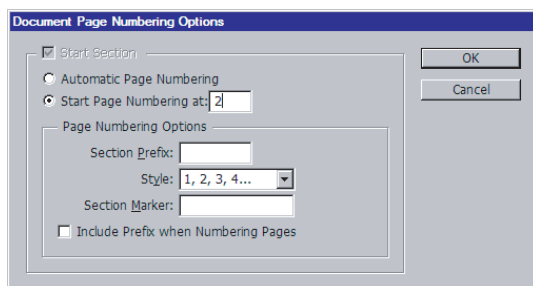 Document Page Numbering Options
Start Section
OK
Automatic Page Numbering
Cancel
Start Page Numbering at: 2
Page Numbering Options
Section Prefix:
Style: 1, 2, 3, 4...
Section Marker:
Include Prefix when Numbering Pages